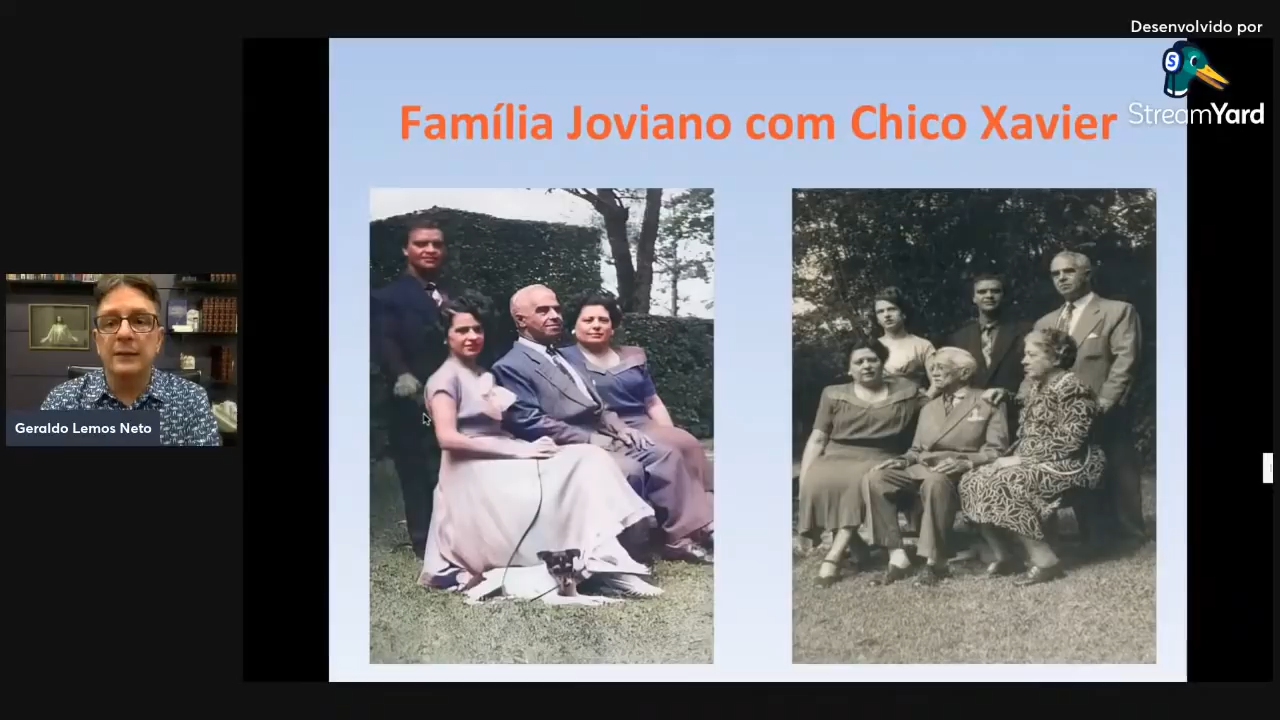 Desenvolvido por
StreamYard
Família Joviano com Chico Xavier
Geraldo Lemos Neto